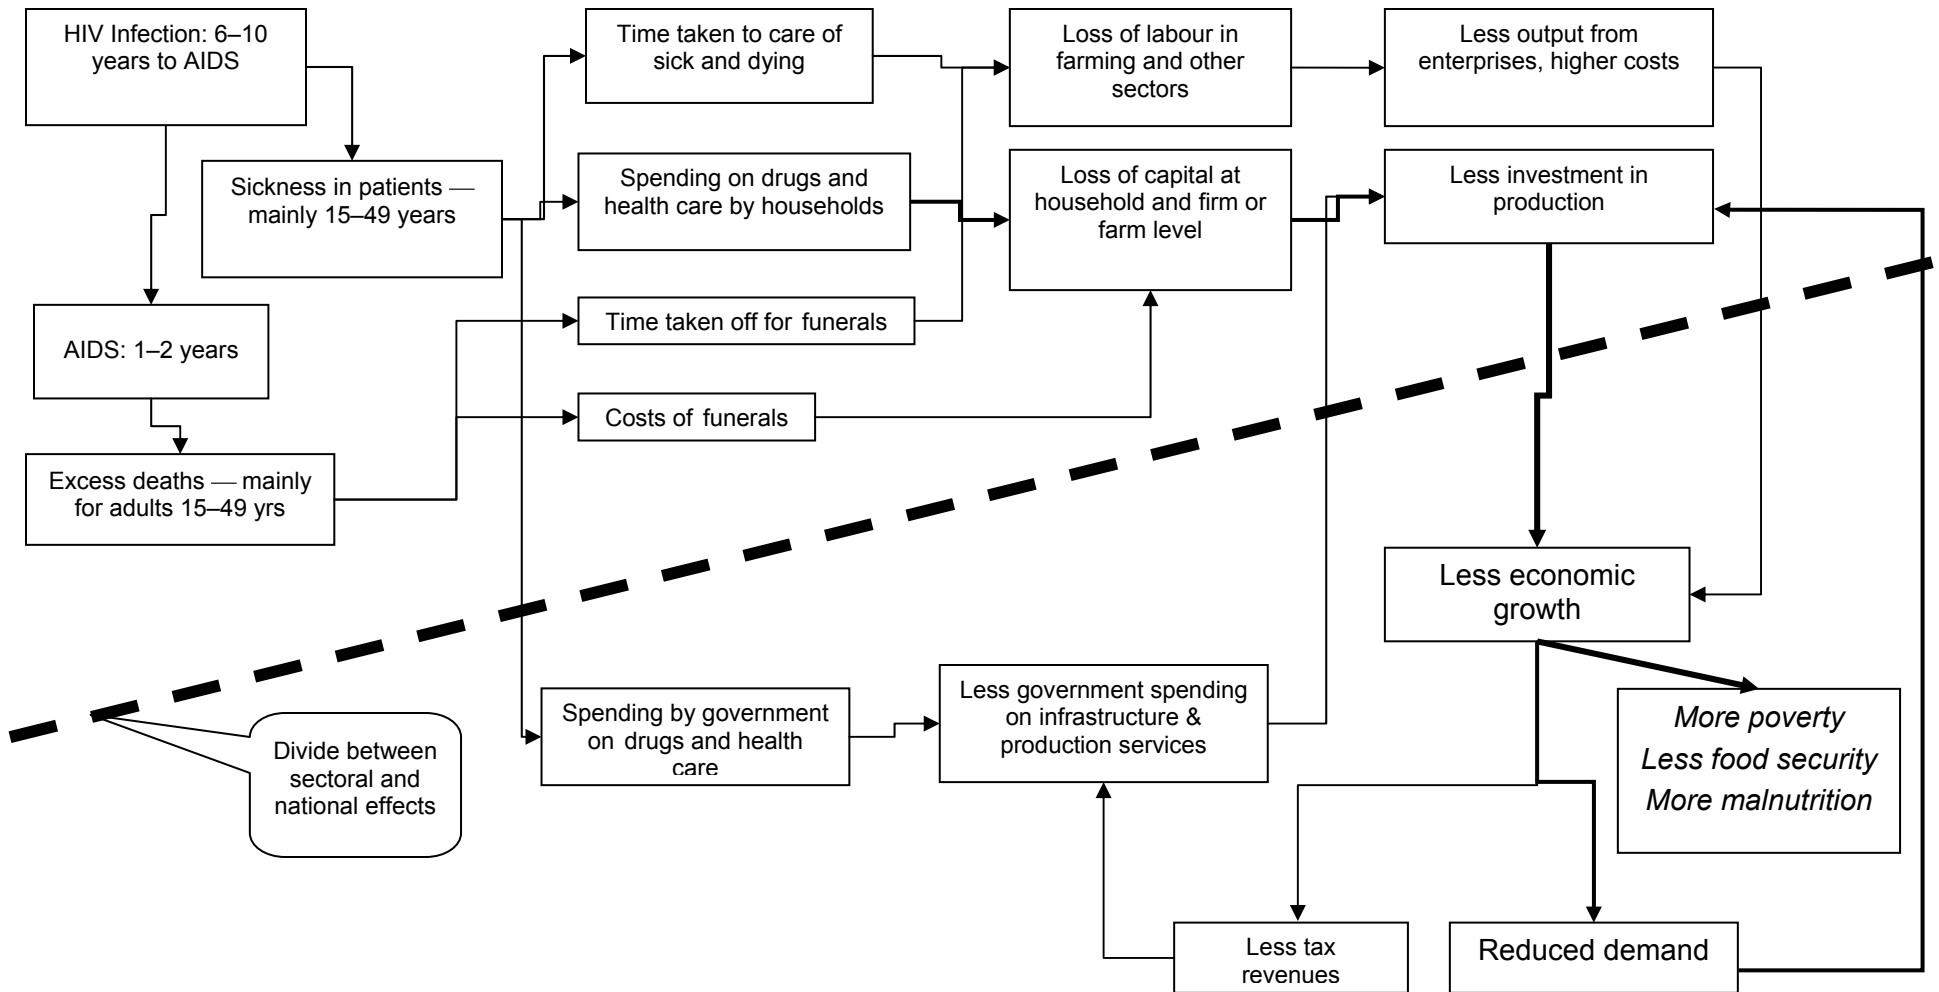 HIV Infection: 6–10
years to AIDS
Time taken to care of
sick and dying
Loss of labour in
farming and other
sectors
Less output from
enterprises, higher costs
Sickness in patients —
mainly 15–49 years
Spending on drugs and
health care by households
Loss of capital at
household and firm or
farm level
Less investment in
production
AIDS: 1–2 years
Time taken off for funerals
Costs of funerals
Excess deaths — mainly
for adults 15–49 yrs
Less economic
growth
Spending by government
on drugs and health
care
Less government spending
on infrastructure &
production services
More poverty
Less food security
More malnutrition
Divide between
sectoral and
national effects
Less tax
revenues
Reduced demand